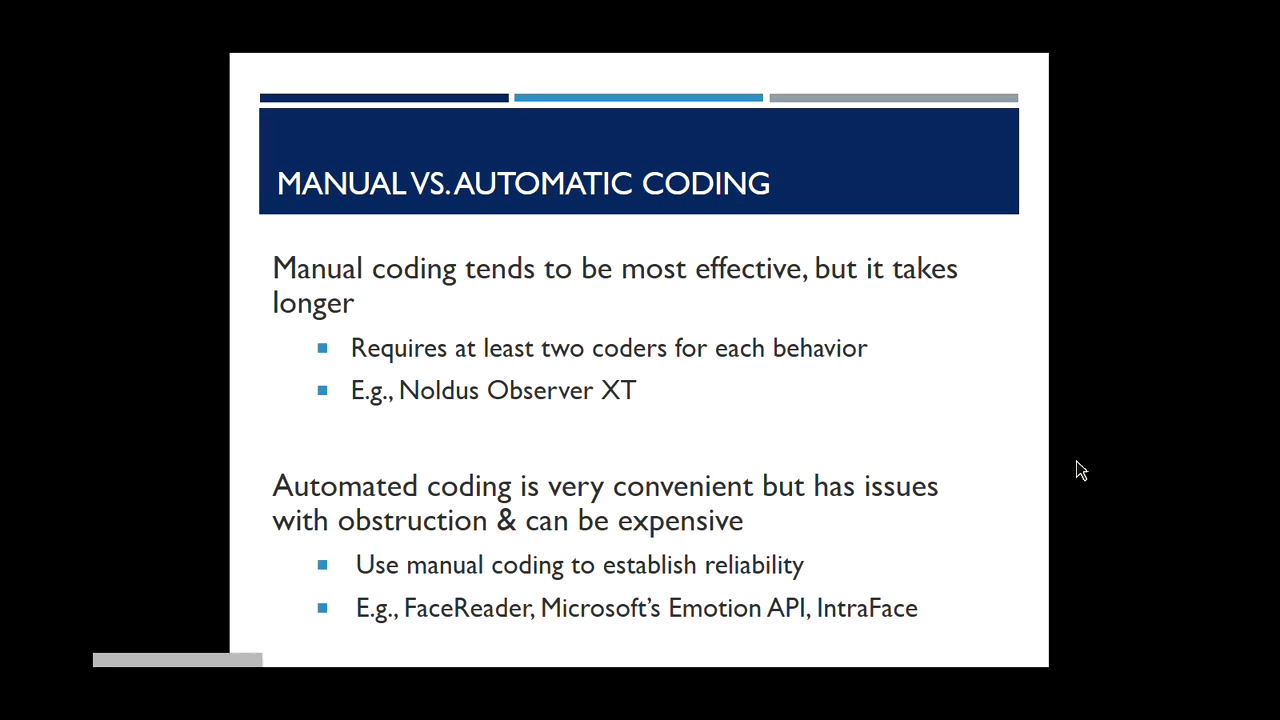 MANUAL VS. AUTOMATIC CODING
Manual coding tends to be most effective, but it takes
longer
Requires at least two coders for each behavior
E.g., Noldus Observer XT
Automated coding is very convenient but has issues
with obstruction & can be expensive
Use manual coding to establish reliability
E.g., FaceReader, Microsoft's Emotion API, IntraFace